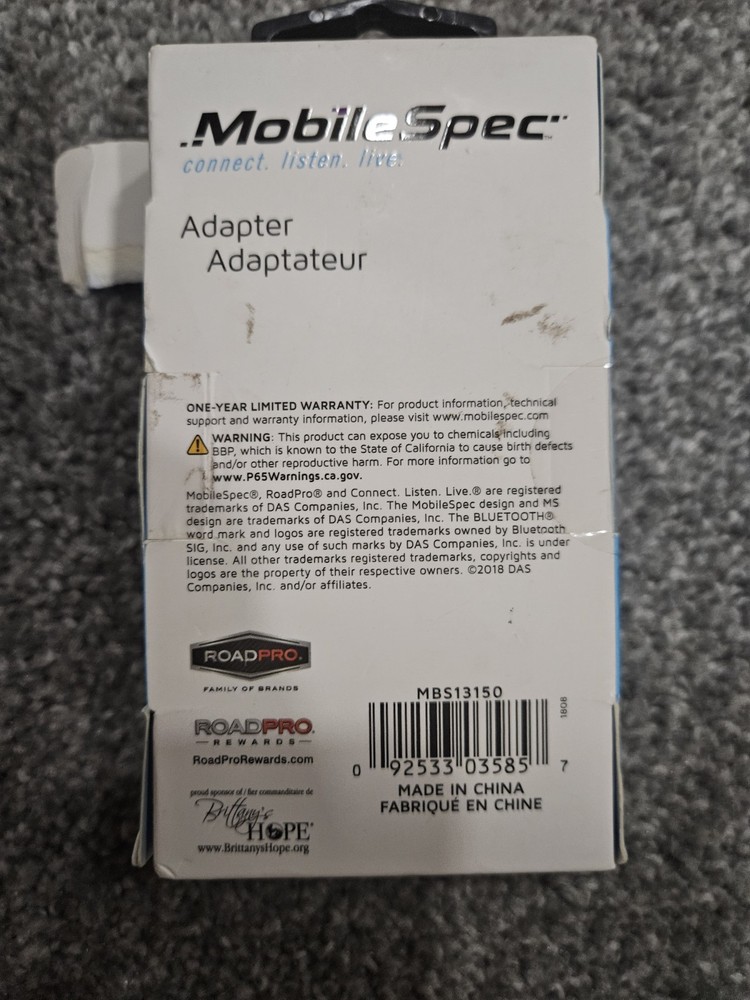 MobileSpec
connect. listen. live.
Adapter
Adaptateur
ONE-YEAR LIMITED WARRANTY: For product information, technical
support and warranty information, please visit www.mobilespec.com
WARNING: This product can expose you to chemicals including
BBP, which is known to the State of California to cause birth defects
and/or other reproductive harm. For more information go to
www.P65Warnings.ca.gov.
MobileSpec®, RoadPro® and Connect. Listen. Live.® are registered
trademarks of DAS Companies, Inc. The MobileSpec design and MS
design are trademarks of DAS Companies, Inc. The BLUETOOTH®
word mark and logos are registered trademarks owned by Bluetooth
SIG, Inc. and any use of such marks by DAS Companies, Inc. is under
license. All other trademarks registered trademarks, copyrights and
logos are the property of their respective owners. ©2018 DAS
Companies, Inc. and/or affiliates.
ROADPRO®
FAMILY OF BRANDS
ROADPRO®
REWARDS
RoadProRewards.com
proud sponsor of / fier commanditaire de
Brittany's
HOPE®
www.BrittanysHope.org
MBS13150
1808
0 92533 03585 7
MADE IN CHINA
FABRIQUÉ EN CHINE